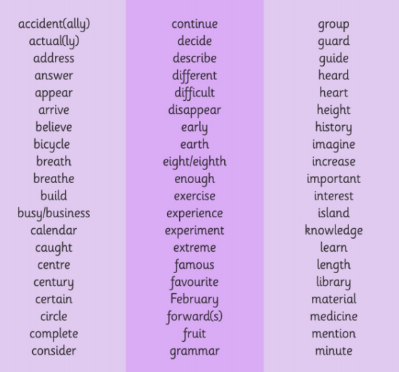 accident(ally)
actual(ly)
address
answer
appear
arrive
believe
bicycle
breath
breathe
build
busy/business
calendar
caught
centre
century
certain
circle
complete
consider
continue
decide
describe
different
difficult
disappear
early
earth
eight/eighth
enough
exercise
experience
experiment
extreme
famous
favourite
February
forward(s)
fruit
grammar
group
guard
guide
heard
heart
height
history
imagine
increase
important
interest
island
knowledge
learn
length
library
material
medicine
mention
minute